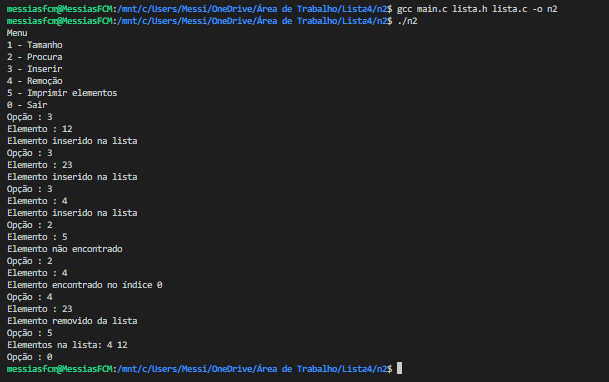 messiasfcm@MessiasFCM:/mnt/c/Users/Messi/OneDrive/Área de Trabalho/Lista4/n2$ gcc main.c lista.h lista.c -o n2
messiasfcm@MessiasFCM:/mnt/c/Users/Messi/OneDrive/Área de Trabalho/Lista4/n2$ ./n2
Menu
1 - Tamanho
2 - Procura
3 - Inserir
4 - Remoção
5 - Imprimir elementos
0 - Sair
Opção : 3
Elemento : 12
Elemento inserido na lista
Opção : 3
Elemento : 23
Elemento inserido na lista
Opção : 3
Elemento : 4
Elemento inserido na lista
Opção : 2
Elemento : 5
Elemento não encontrado
Opção : 2
Elemento : 4
Elemento encontrado no índice 0
Opção : 4
Elemento : 23
Elemento removido da lista
Opção : 5
Elementos na lista: 4 12
Opção : 0
messiasfcm@MessiasFCM:/mnt/c/Users/Messi/OneDrive/Área de Trabalho/Lista4/n2$